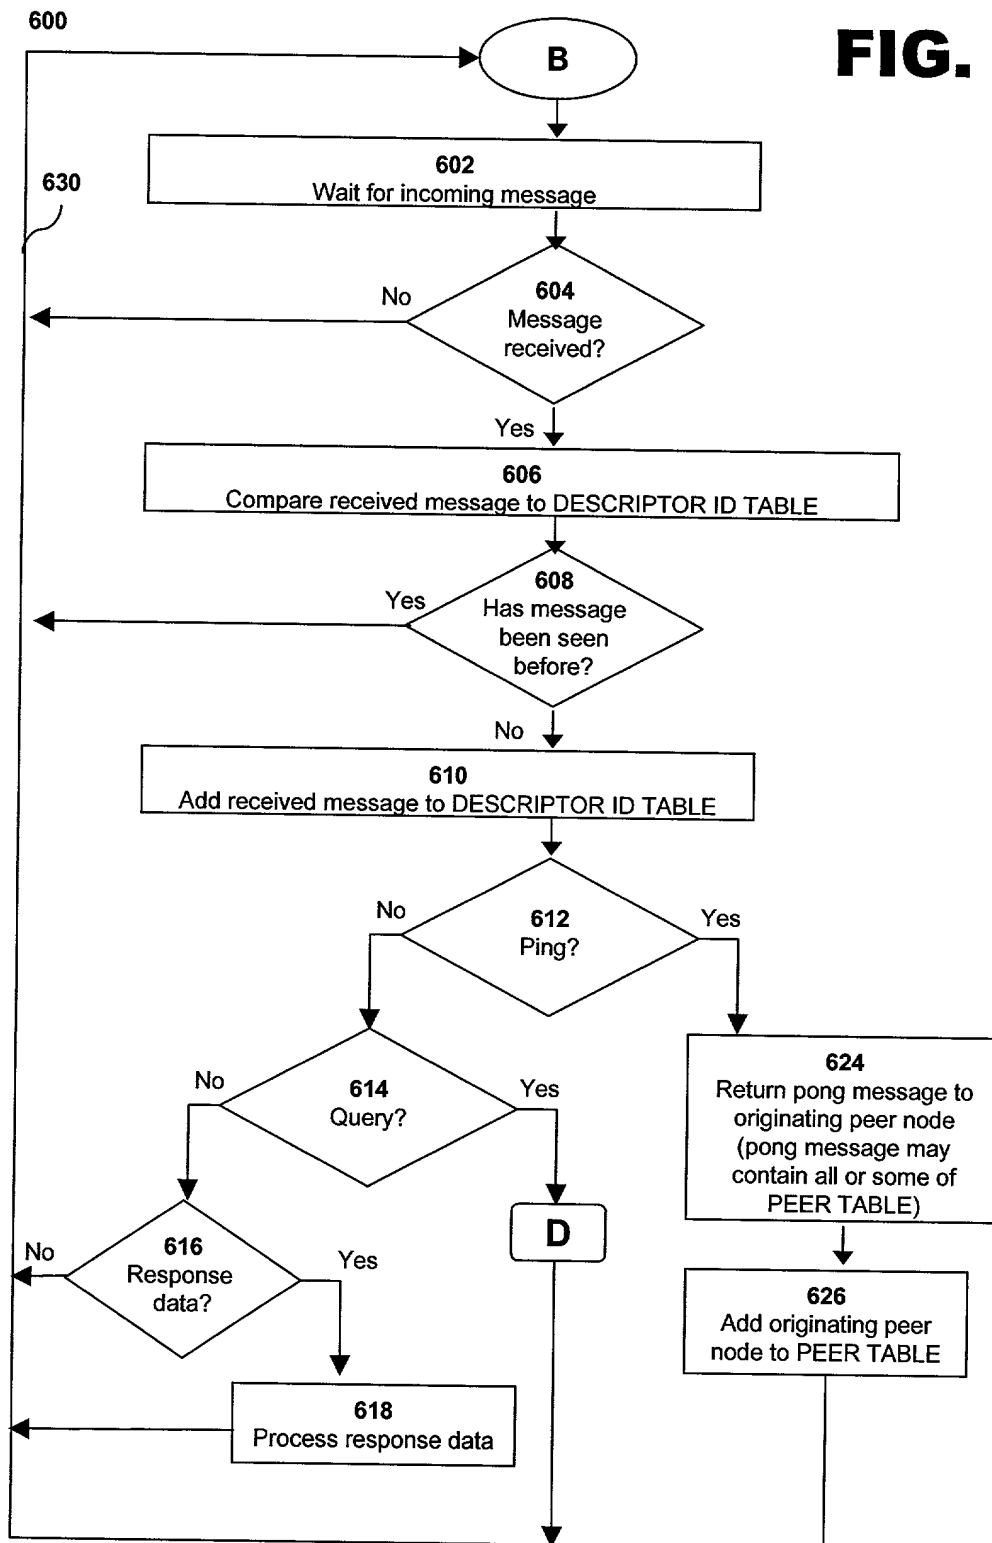 600
B
FIG.
602
Wait for incoming message
630
604
No
Message
received?
Yes
606
Compare received message to DESCRIPTOR ID TABLE
608
Yes
Has message
been seen
before?
No
610
Add received message to DESCRIPTOR ID TABLE
No
612
Ping?
Yes
624
Return pong message to
originating peer node
(pong message may
contain all or some of
PEER TABLE)
No
614
Query?
Yes
D
No
616
Response
data?
Yes
626
Add originating peer
node to PEER TABLE
618
Process response data